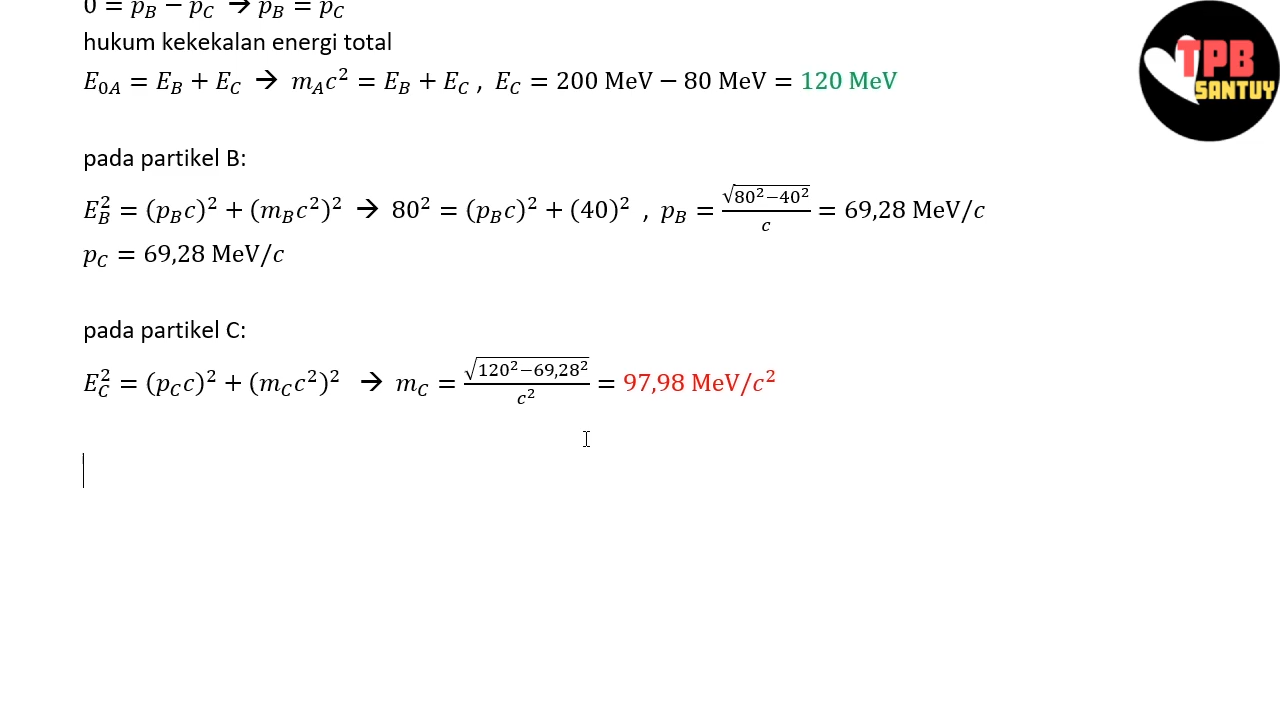 0 = p_B − p_C → p_B = p_C
hukum kekekalan energi total
E_{0A} = E_B + E_C → m_A c² = E_B + E_C , E_C = 200 MeV − 80 MeV = 120 MeV
pada partikel B:
E_B² = (p_B c)² + (m_B c²)² → 80² = (p_B c)² + (40)² , p_B = √(80²−40²)/c = 69,28 MeV/c
p_C = 69,28 MeV/c
pada partikel C:
E_C² = (p_C c)² + (m_C c²)² → m_C = √(120²−69,28²)/c² = 97,98 MeV/c²
TPB
SANTUY